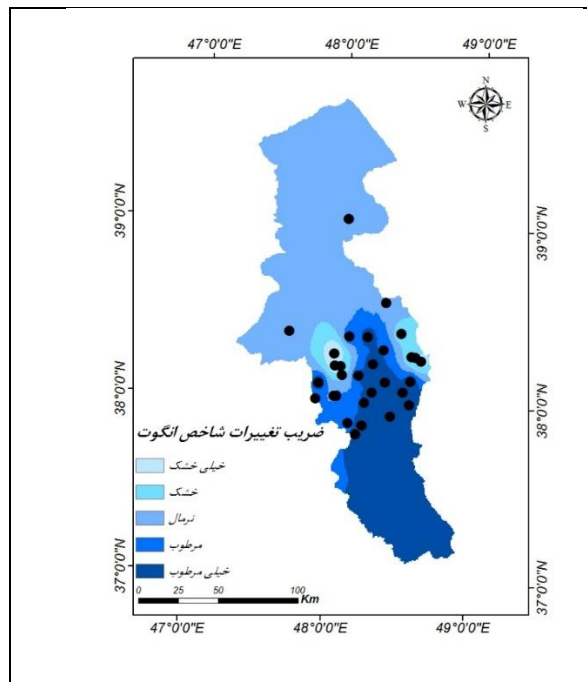 47°0'0"E 48°0'0"E 49°0'0"E
N
W E
S
39°0'0"N 39°0'0"N
38°0'0"N 38°0'0"N
ضریب تغییرات شاخص انگوت
خیلی خشک
خشک
نرمال
مرطوب
خیلی مرطوب
37°0'0"N 37°0'0"N
0 25 50 100
Km
47°0'0"E 48°0'0"E 49°0'0"E